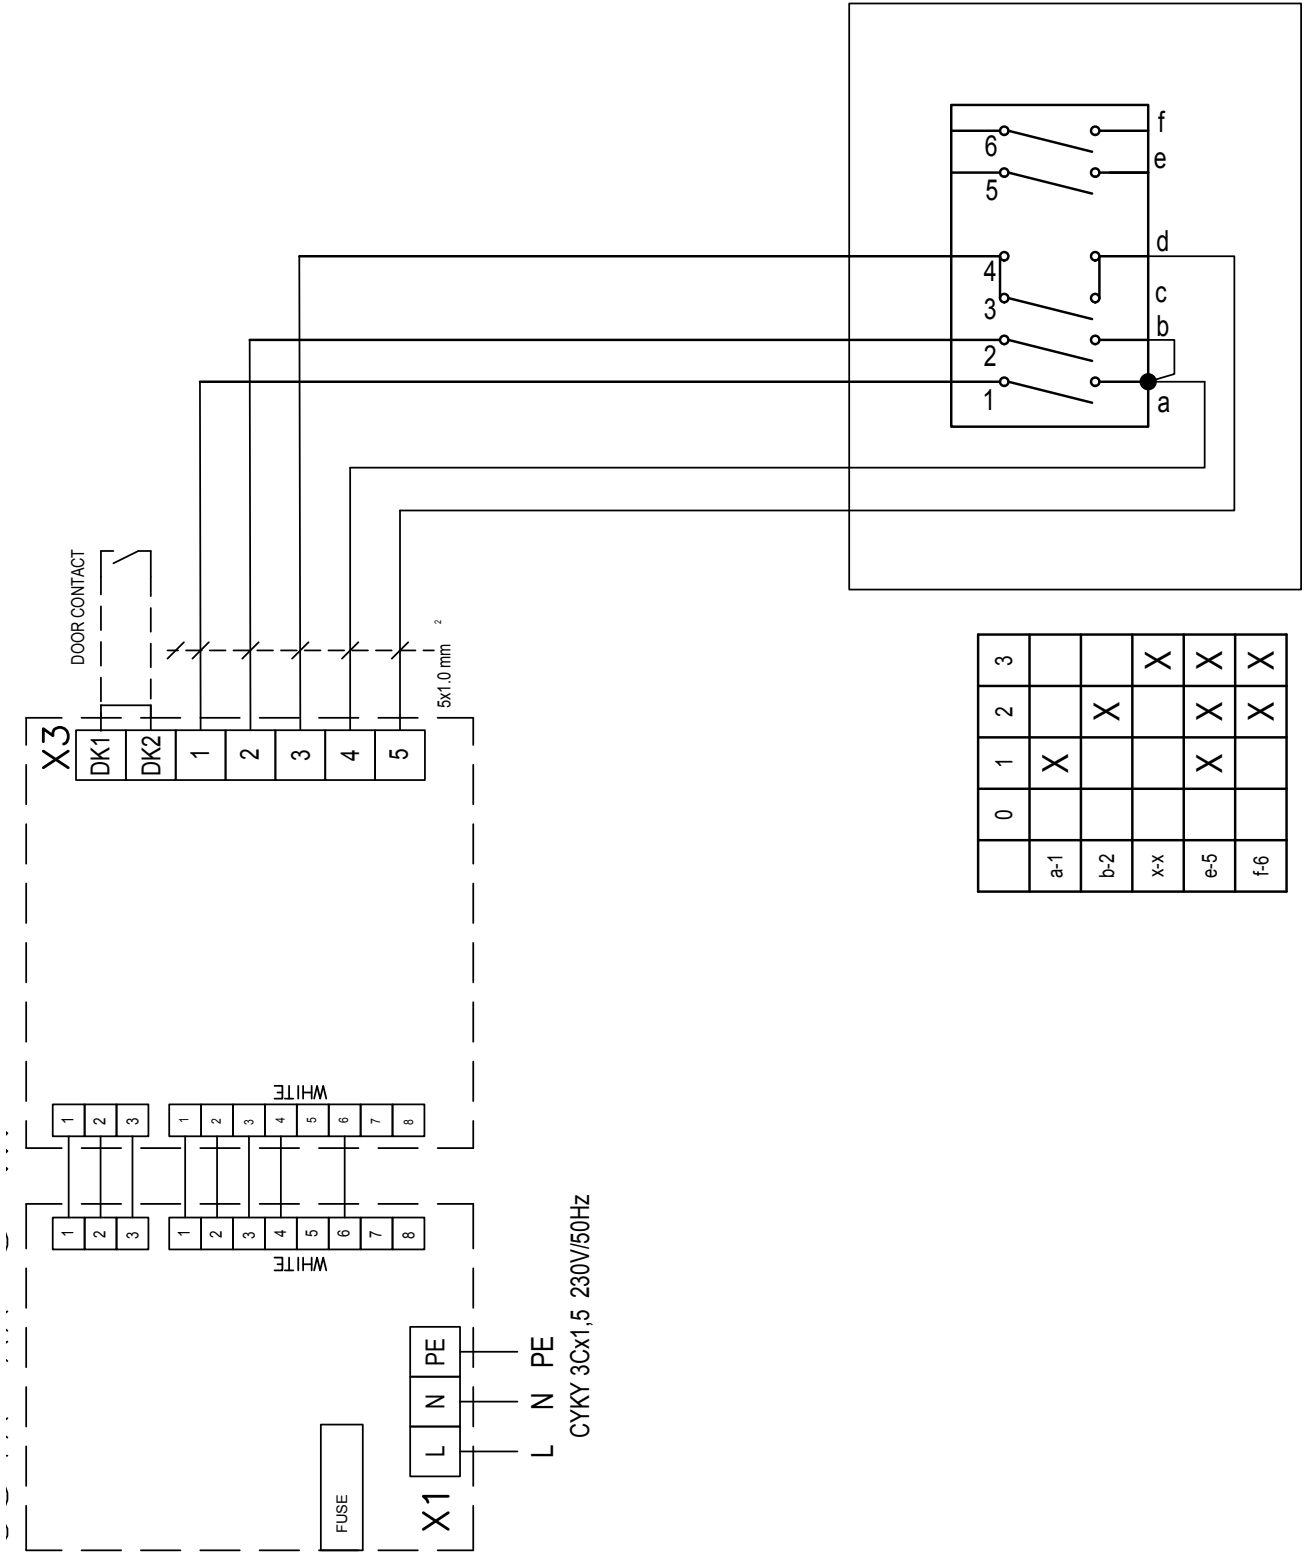 f
6
e
5
d
4
c
3
b
2
a
1
DOOR CONTACT
5x1.0 mm 2
X3
DK1
DK2
1
2
3
4
5
0 1 2 3
a-1 X
b-2 X
x-x X
e-5 X X X
f-6 X X
WHITE
1 2 3
1 2 3 4 5 6 7 8
1 2 3
1 2 3 4 5 6 7 8
WHITE
FUSE
X1
L N PE
L N PE
CYKY 3Cx1,5 230V/50Hz